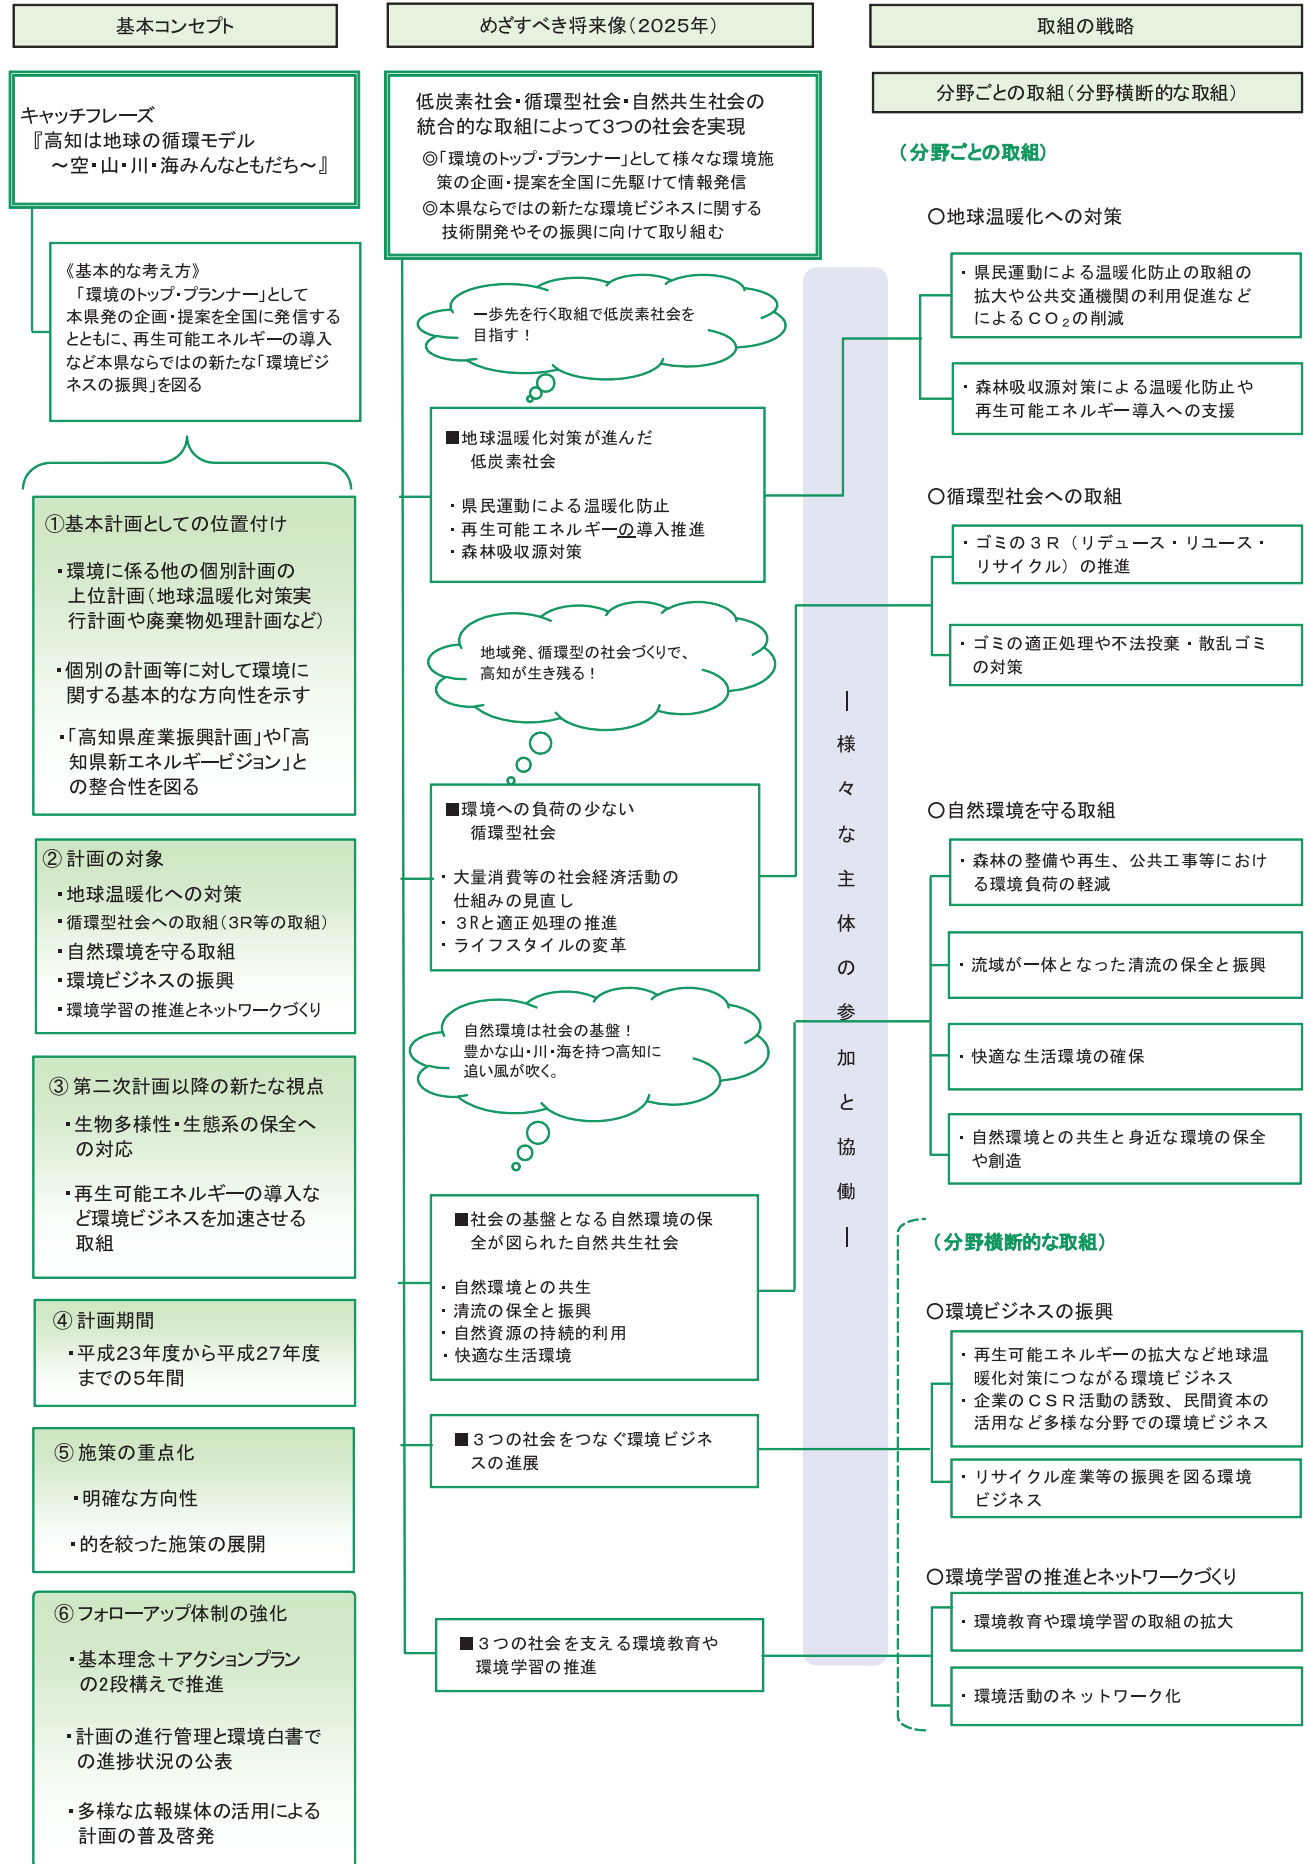 基本コンセプト
キャッチフレーズ
『高知は地球の循環モデル
～空・山・川・海みんなともだち～』
《基本的な考え方》
「環境のトップ・プランナー」として
本県発の企画・提案を全国に発信する
とともに、再生可能エネルギーの導入
など本県ならではの新たな「環境ビジ
ネスの振興」を図る
①基本計画としての位置付け
・環境に係る他の個別計画の
上位計画(地球温暖化対策実
行計画や廃棄物処理計画など)
・個別の計画等に対して環境に
関する基本的な方向性を示す
・「高知県産業振興計画」や「高
知県新エネルギービジョン」と
の整合性を図る
② 計画の対象
・地球温暖化への対策
・循環型社会への取組(3R等の取組)
・自然環境を守る取組
・環境ビジネスの振興
・環境学習の推進とネットワークづくり
③ 第二次計画以降の新たな視点
・生物多様性・生態系の保全へ
の対応
・再生可能エネルギーの導入な
ど環境ビジネスを加速させる
取組
④ 計画期間
・平成23年度から平成27年度
までの5年間
⑤ 施策の重点化
・明確な方向性
・的を絞った施策の展開
⑥ フォローアップ体制の強化
・基本理念＋アクションプラン
の2段構えで推進
・計画の進行管理と環境白書で
の進捗状況の公表
・多様な広報媒体の活用による
計画の普及啓発
めざすべき将来像(2025年)
低炭素社会・循環型社会・自然共生社会の
統合的な取組によって3つの社会を実現
◎「環境のトップ・プランナー」として様々な環境施
策の企画・提案を全国に先駆けて情報発信
◎本県ならではの新たな環境ビジネスに関する
技術開発やその振興に向けて取り組む
一歩先を行く取組で低炭素社会を
目指す！
■地球温暖化対策が進んだ
低炭素社会
・県民運動による温暖化防止
・再生可能エネルギーの導入推進
・森林吸収源対策
地域発、循環型の社会づくりで、
高知が生き残る！
■環境への負荷の少ない
循環型社会
・大量消費等の社会経済活動の
仕組みの見直し
・3Rと適正処理の推進
・ライフスタイルの変革
自然環境は社会の基盤！
豊かな山・川・海を持つ高知に
追い風が吹く。
■社会の基盤となる自然環境の保
全が図られた自然共生社会
・自然環境との共生
・清流の保全と振興
・自然資源の持続的利用
・快適な生活環境
■３つの社会をつなぐ環境ビジネ
スの進展
■３つの社会を支える環境教育や
環境学習の推進
｜様々な主体の参加と協働｜
取組の戦略
分野ごとの取組(分野横断的な取組)
(分野ごとの取組)
○地球温暖化への対策
・県民運動による温暖化防止の取組の
拡大や公共交通機関の利用促進など
によるＣＯ₂の削減
・森林吸収源対策による温暖化防止や
再生可能エネルギー導入への支援
○循環型社会への取組
・ゴミの３Ｒ（リデュース・リユース・
リサイクル）の推進
・ゴミの適正処理や不法投棄・散乱ゴミ
の対策
○自然環境を守る取組
・森林の整備や再生、公共工事等におけ
る環境負荷の軽減
・流域が一体となった清流の保全と振興
・快適な生活環境の確保
・自然環境との共生と身近な環境の保全
や創造
(分野横断的な取組)
○環境ビジネスの振興
・再生可能エネルギーの拡大など地球温
暖化対策につながる環境ビジネス
・企業のＣＳＲ活動の誘致、民間資本の
活用など多様な分野での環境ビジネス
・リサイクル産業等の振興を図る環境
ビジネス
○環境学習の推進とネットワークづくり
・環境教育や環境学習の取組の拡大
・環境活動のネットワーク化